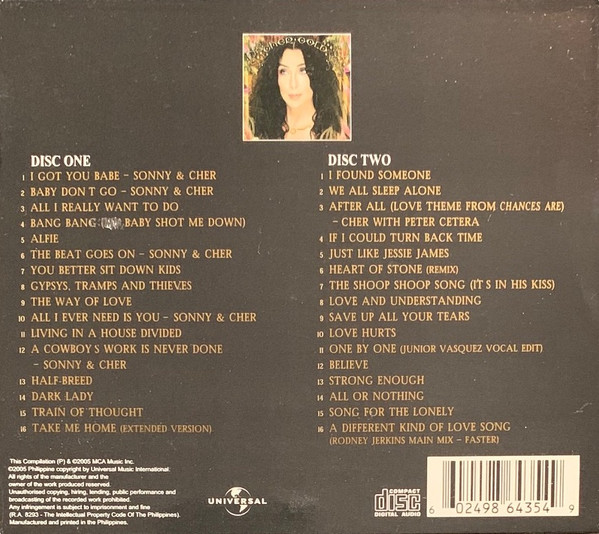 CHER GOLD
DISC ONE
1 I GOT YOU BABE – SONNY & CHER
2 BABY DON T GO – SONNY & CHER
3 ALL I REALLY WANT TO DO
4 BANG BANG BABY SHOT ME DOWN)
5 ALFIE
6 THE BEAT GOES ON – SONNY & CHER
7 YOU BETTER SIT DOWN KIDS
8 GYPSYS, TRAMPS AND THIEVES
9 THE WAY OF LOVE
10 ALL I EVER NEED IS YOU – SONNY & CHER
11 LIVING IN A HOUSE DIVIDED
12 A COWBOY S WORK IS NEVER DONE
– SONNY & CHER
13 HALF-BREED
14 DARK LADY
15 TRAIN OF THOUGHT
16 TAKE ME HOME (EXTENDED VERSION)
DISC TWO
1 I FOUND SOMEONE
2 WE ALL SLEEP ALONE
3 AFTER ALL (LOVE THEME FROM CHANCES ARE)
– CHER WITH PETER CETERA
4 IF I COULD TURN BACK TIME
5 JUST LIKE JESSIE JAMES
6 HEART OF STONE (REMIX)
7 THE SHOOP SHOOP SONG (IT'S IN HIS KISS)
8 LOVE AND UNDERSTANDING
9 SAVE UP ALL YOUR TEARS
10 LOVE HURTS
11 ONE BY ONE (JUNIOR VASQUEZ VOCAL EDIT)
12 BELIEVE
13 STRONG ENOUGH
14 ALL OR NOTHING
15 SONG FOR THE LONELY
16 A DIFFERENT KIND OF LOVE SONG
(RODNEY JERKINS MAIN MIX – FASTER)
This Compilation (P) & ©2005 MCA Music Inc.
©2005 Philippine copyright by Universal Music International.
All rights of the manufacturer and the
owner of the work produced reserved.
Unauthorised copying, hiring, lending, public performance and
broadcasting of the recorded work prohibited.
Any infringement is subject to imprisonment and fine
(R.A. 8293 - The Intellectual Property Code Of The Philippines).
Manufactured and printed in the Philippines.
UNIVERSAL
COMPACT
disc
DIGITAL AUDIO
6 02498 64354 9